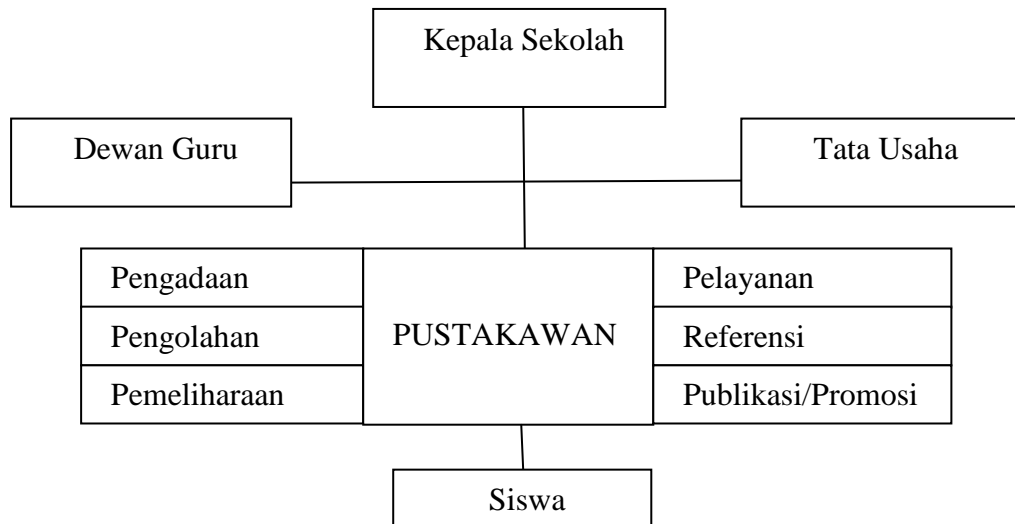 Kepala Sekolah
Dewan Guru
Tata Usaha
Pengadaan
Pengolahan
Pemeliharaan
PUSTAKAWAN
Pelayanan
Referensi
Publikasi/Promosi
Siswa